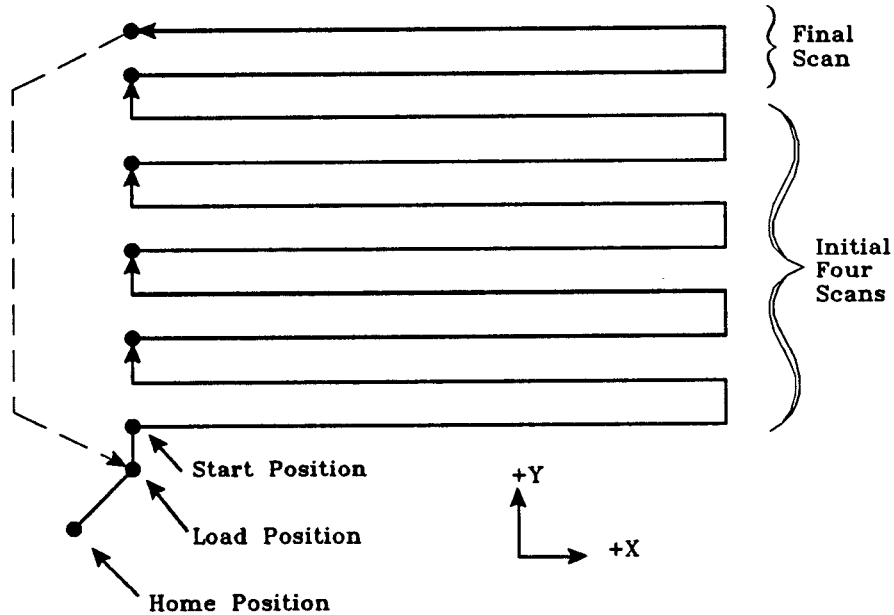 Final
Scan
Initial
Four
Scans
Start Position
+Y
Load Position
+X
Home Position